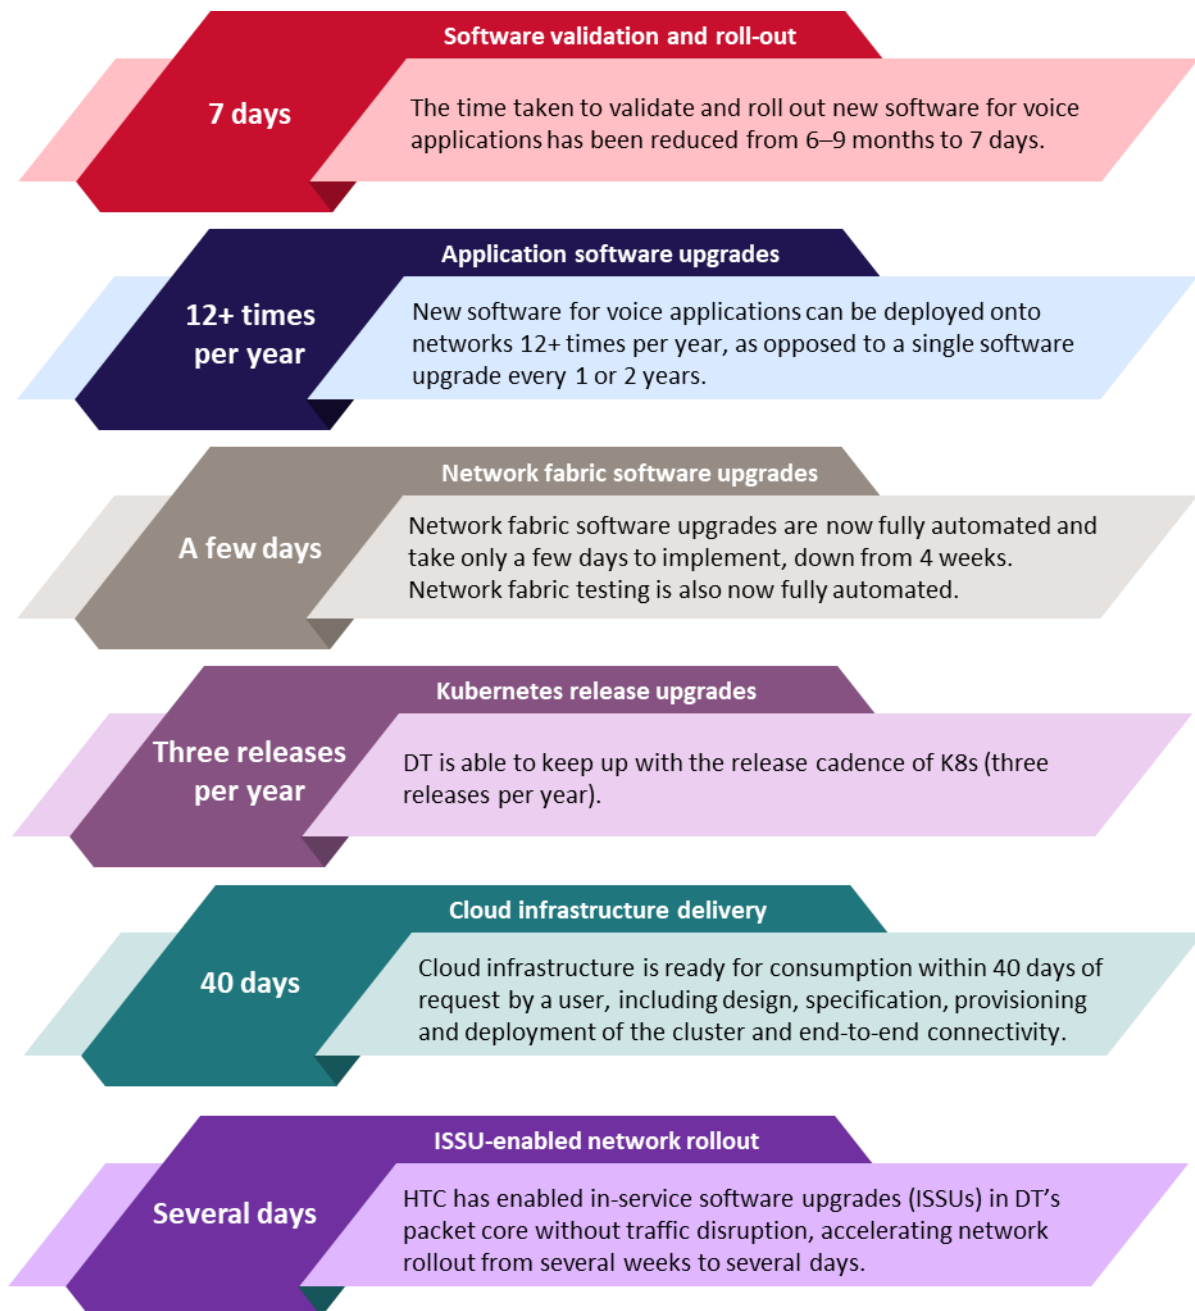 Software validation and roll-out
7 days
The time taken to validate and roll out new software for voice
applications has been reduced from 6–9 months to 7 days.
Application software upgrades
12+ times
per year
New software for voice applications can be deployed onto
networks 12+ times per year, as opposed to a single software
upgrade every 1 or 2 years.
Network fabric software upgrades
A few days
Network fabric software upgrades are now fully automated and
take only a few days to implement, down from 4 weeks.
Network fabric testing is also now fully automated.
Kubernetes release upgrades
Three releases
per year
DT is able to keep up with the release cadence of K8s (three
releases per year).
Cloud infrastructure delivery
40 days
Cloud infrastructure is ready for consumption within 40 days of
request by a user, including design, specification, provisioning
and deployment of the cluster and end-to-end connectivity.
ISSU-enabled network rollout
Several days
HTC has enabled in-service software upgrades (ISSUs) in DT’s
packet core without traffic disruption, accelerating network
rollout from several weeks to several days.